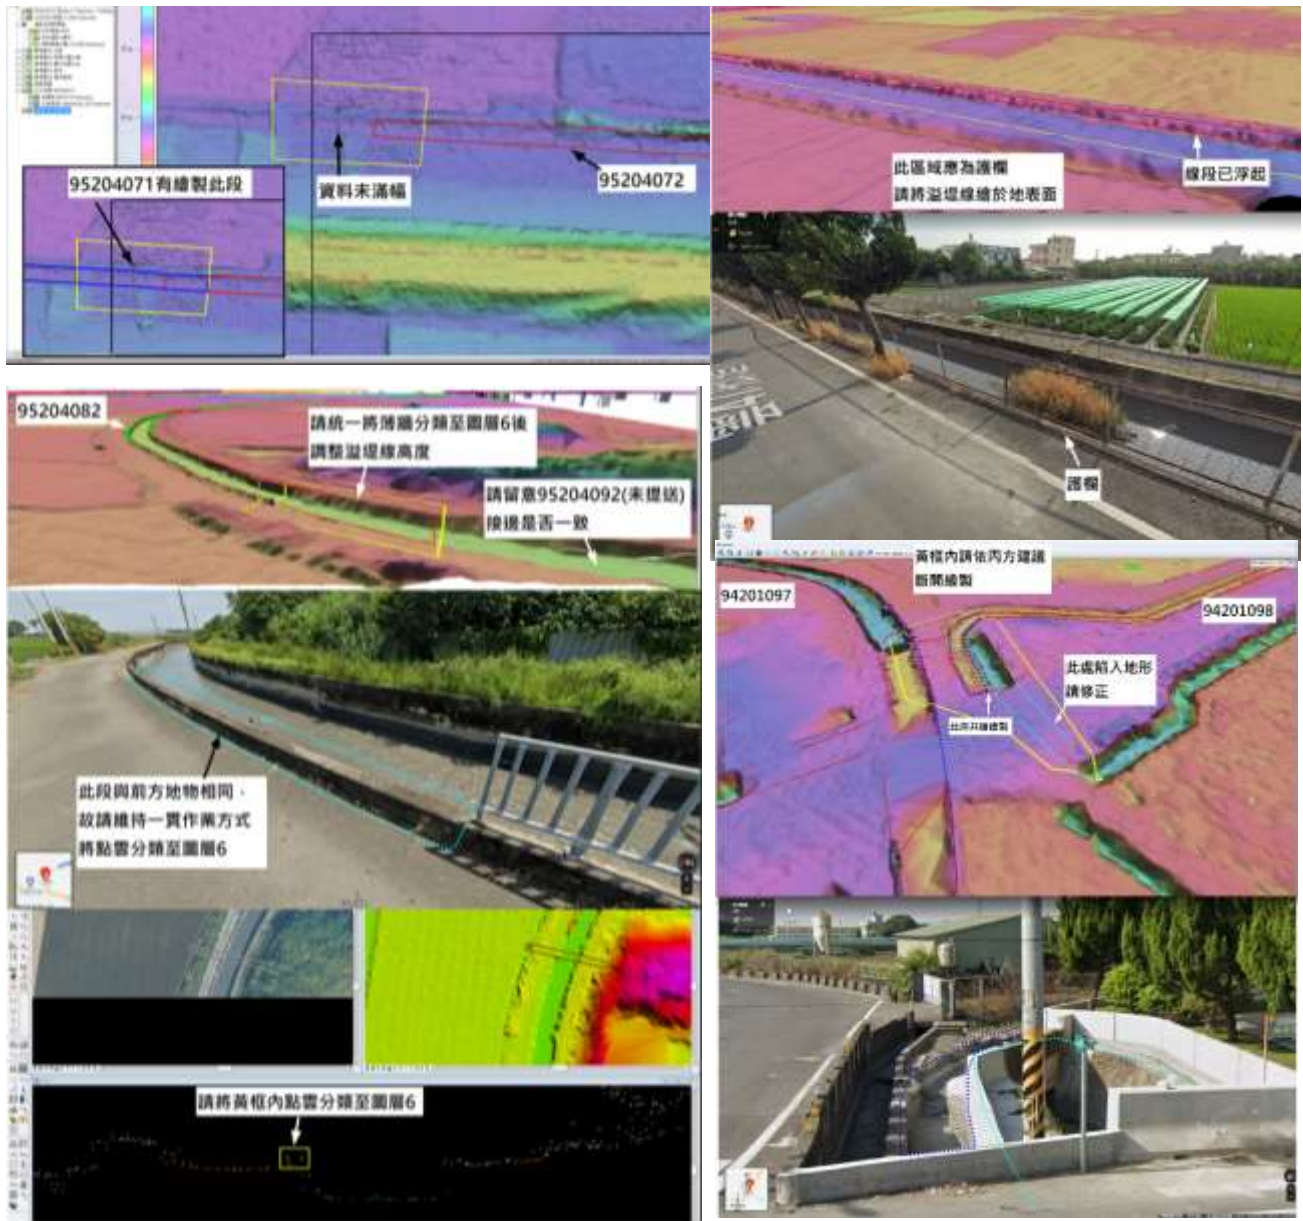 95204071有繪製此段
資料未滿幅
95204072
此區域應為護欄
請將溢堤線繪於地表面
線段已浮起
護欄
95204082
請統一將薄牆分類至圖層6後
調整溢堤線高度
請留意95204092(未提送)
接邊是否一致
此段與前方地物相同，
故請維持一貫作業方式
將點雲分類至圖層6
請將黃框內點雲分類至圖層6
黃框內請依丙方建議
斷開繪製
94201097
94201098
此處陷入地形
請修正